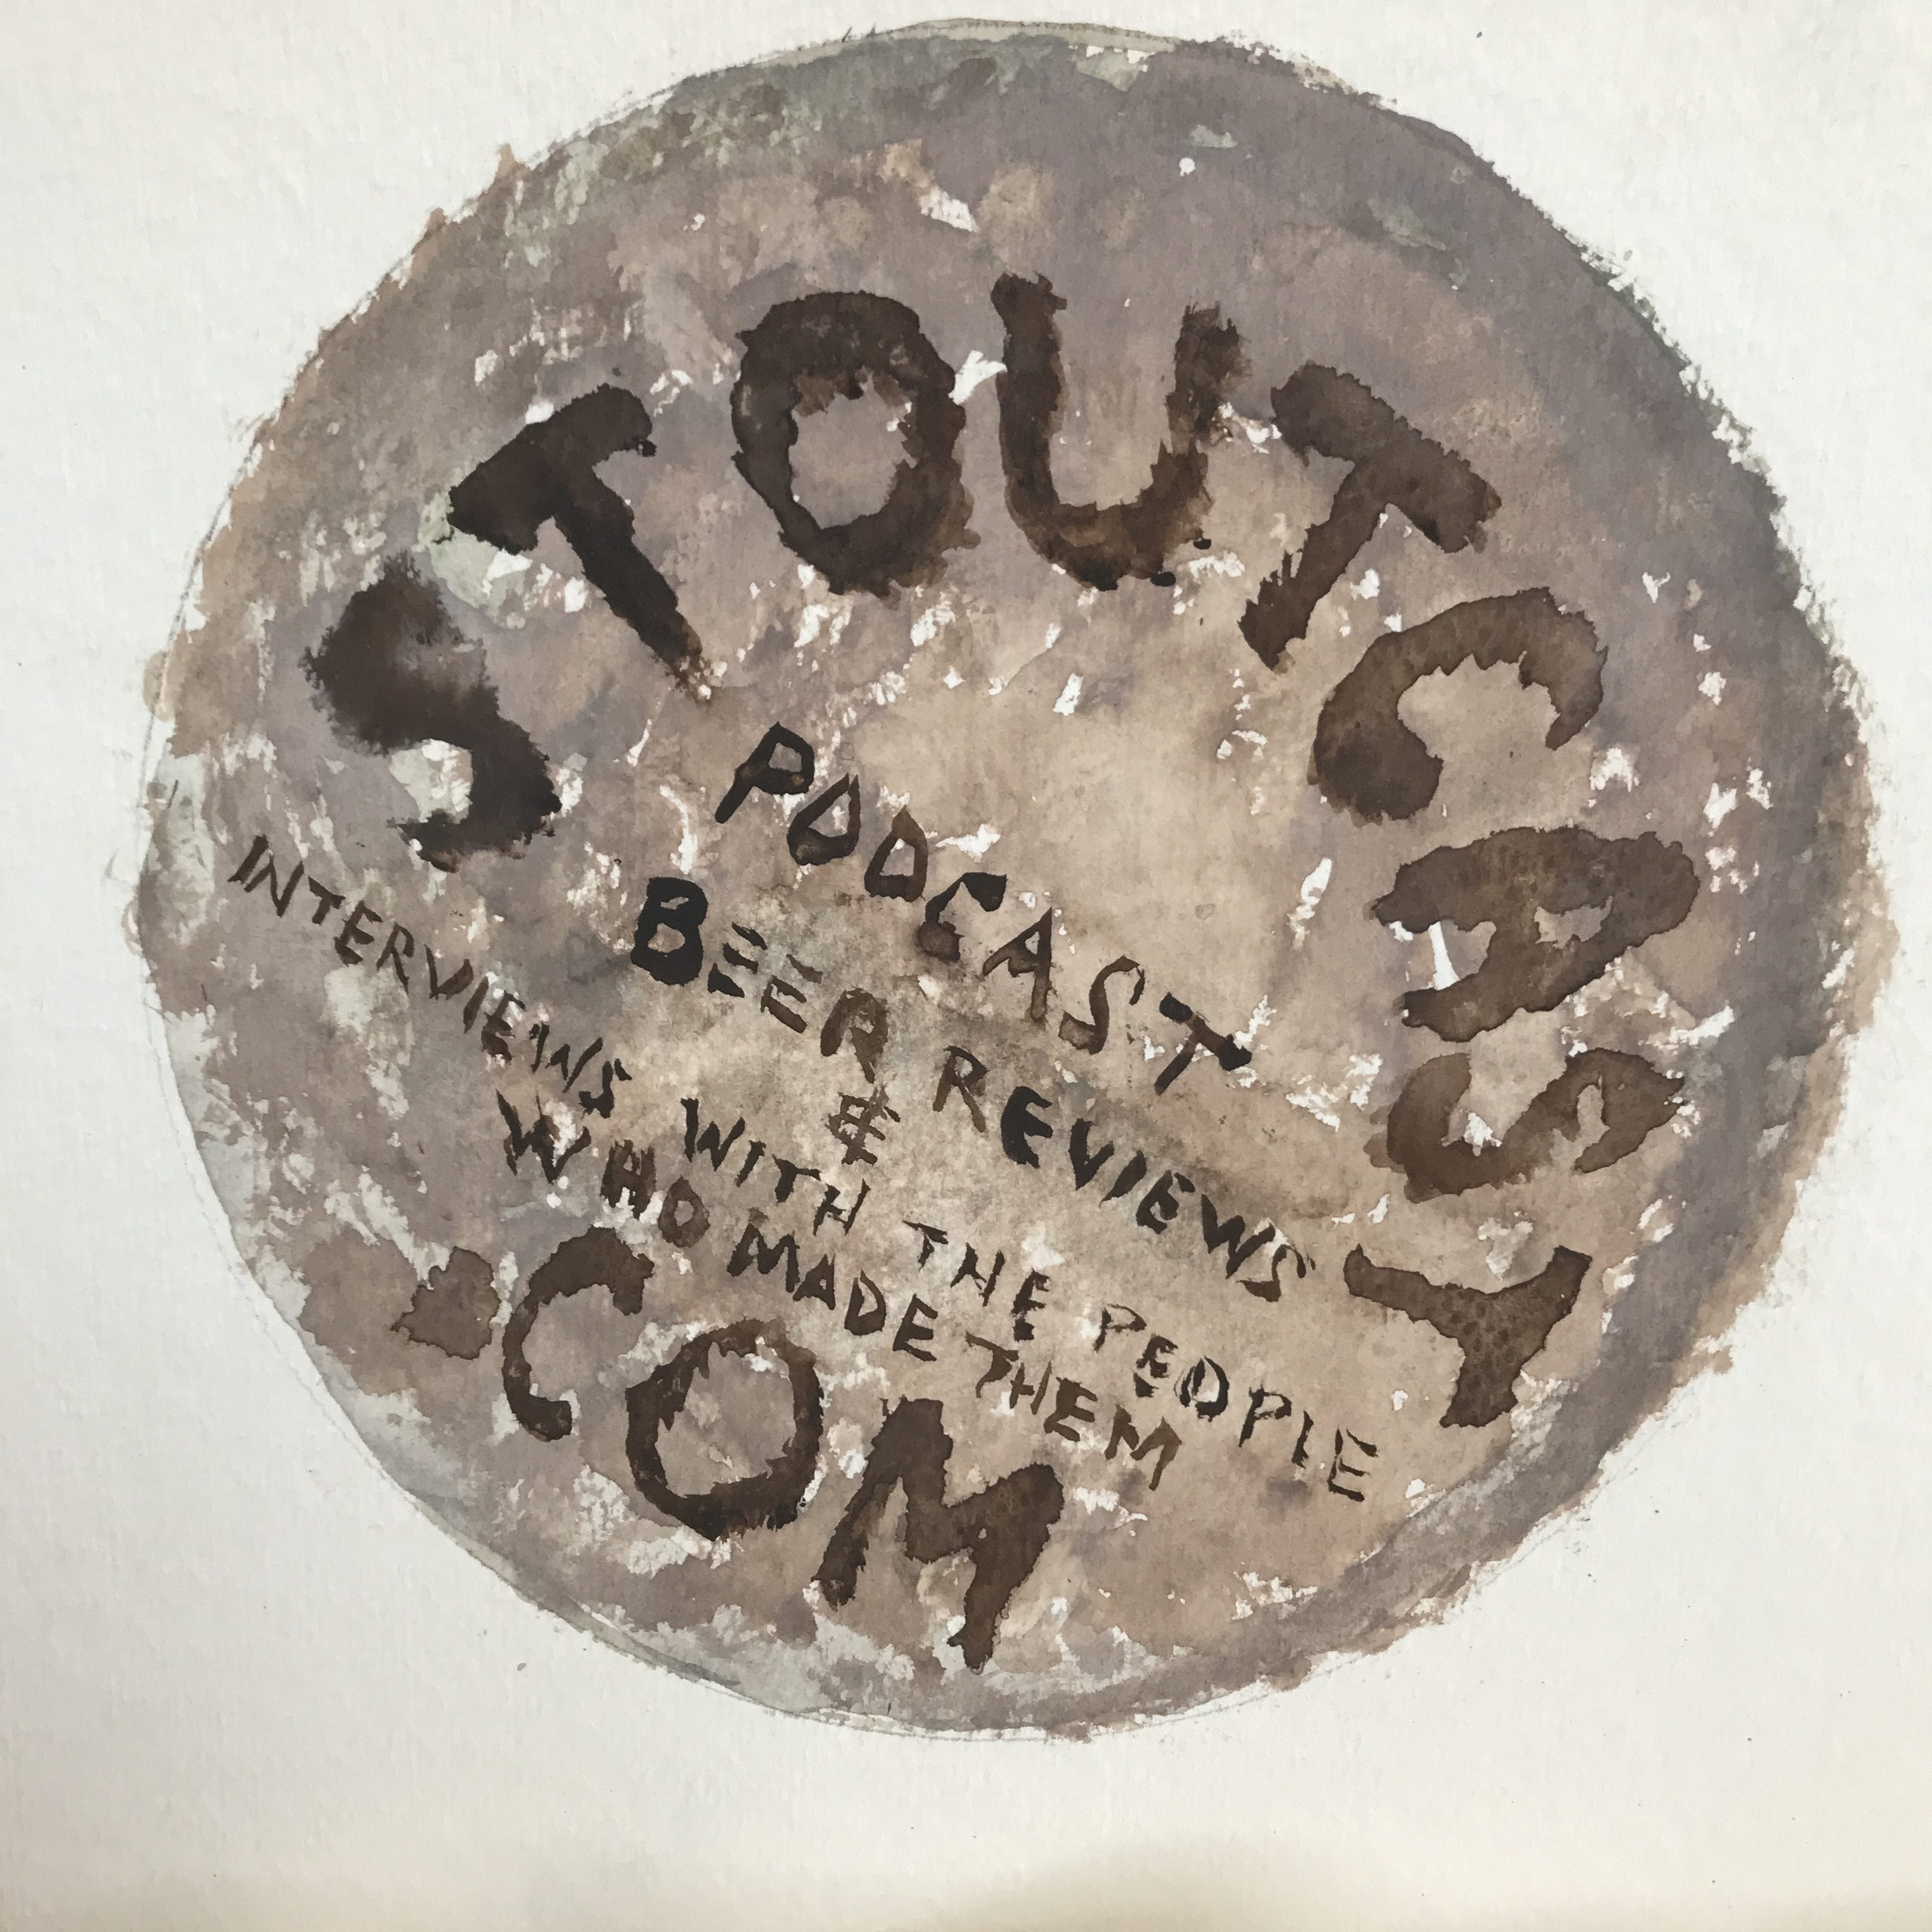 STOUTCAST
PODCAST
BEER REVIEWS
&
INTERVIEWS WITH THE PEOPLE
WHO MADE THEM
.COM